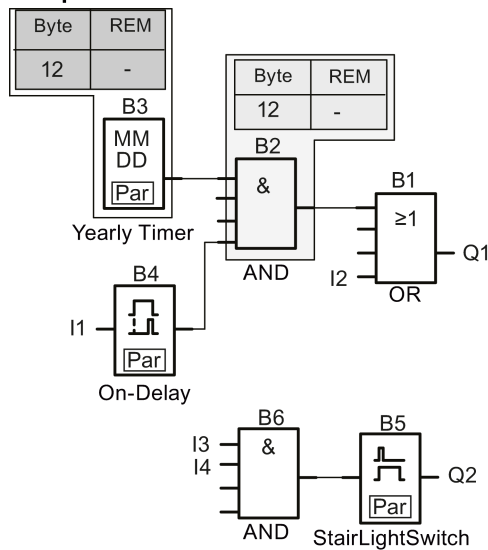 Byte REM
12 -
Byte REM
12 -
B3
MM
DD
Par
Yearly Timer
B2
&
AND
B1
≥1
Q1
I2
OR
B4
I1
Par
On-Delay
B6
I3
&
I4
AND
B5
Q2
Par
StairLightSwitch